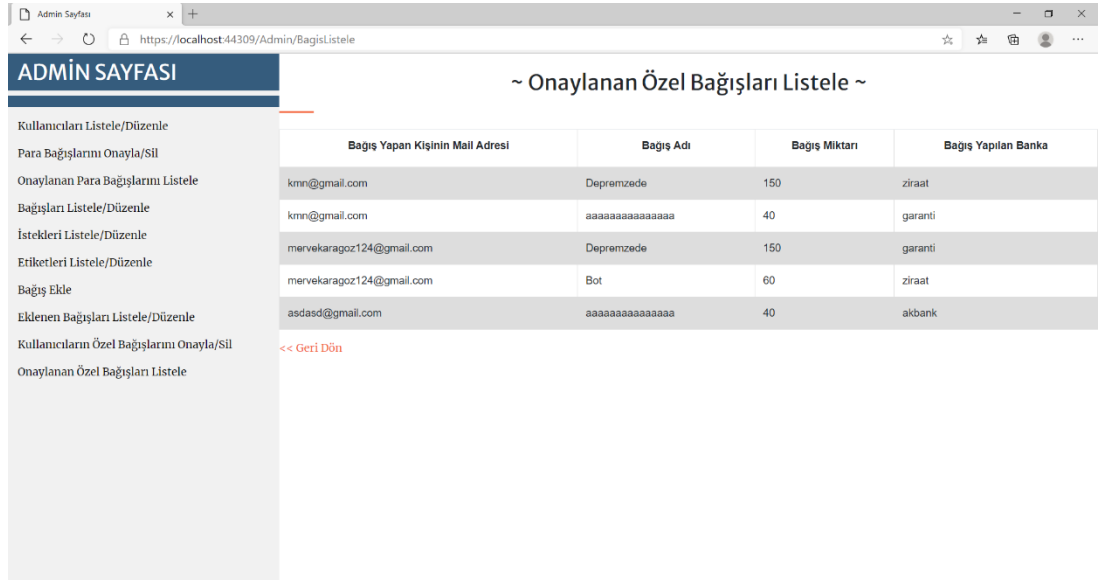 Admin Sayfası
https://localhost:44309/Admin/BagisListele
ADMİN SAYFASI
Kullanıcıları Listele/Düzenle
Para Bağışlarını Onayla/Sil
Onaylanan Para Bağışlarını Listele
Bağışları Listele/Düzenle
İstekleri Listele/Düzenle
Etiketleri Listele/Düzenle
Bağış Ekle
Eklenen Bağışları Listele/Düzenle
Kullanıcıların Özel Bağışlarını Onayla/Sil
Onaylanan Özel Bağışları Listele
~ Onaylanan Özel Bağışları Listele ~
Bağış Yapan Kişinin Mail Adresi Bağış Adı Bağış Miktarı Bağış Yapılan Banka
kmn@gmail.com Depremzede 150 ziraat
kmn@gmail.com aaaaaaaaaaaaaaa 40 garanti
mervekaragoz124@gmail.com Depremzede 150 garanti
mervekaragoz124@gmail.com Bot 60 ziraat
asdasd@gmail.com aaaaaaaaaaaaaaa 40 akbank
<< Geri Dön